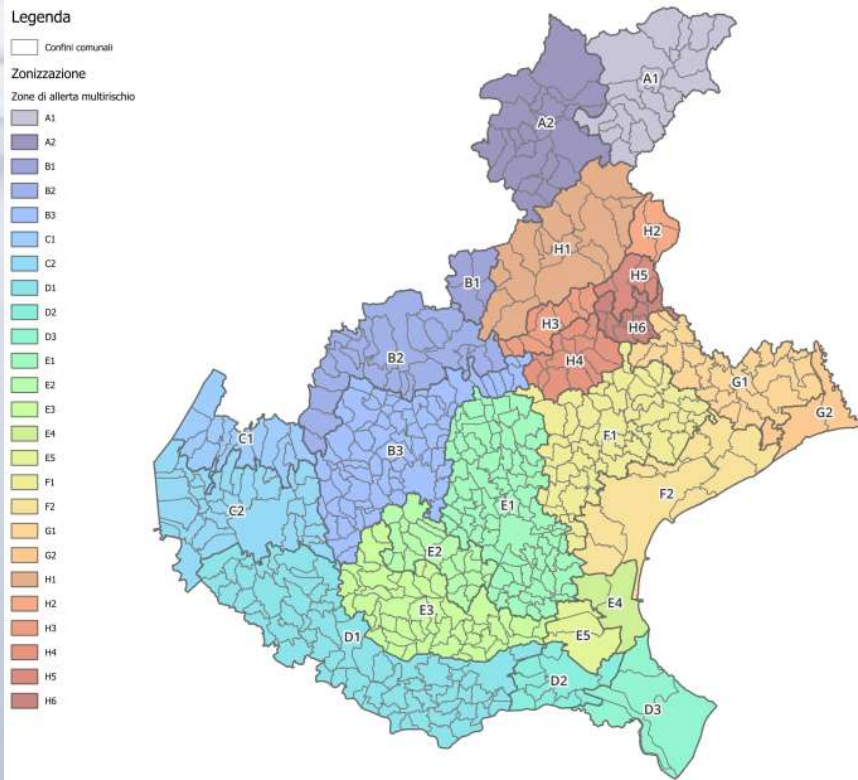 Legenda
Confini comunali
Zonizzazione
Zone di allerta multirischio
A1
A2
B1
B2
B3
C1
C2
D1
D2
D3
E1
E2
E3
E4
E5
F1
F2
G1
G2
H1
H2
H3
H4
H5
H6
A1
A2
H2
H1
H5
B1
H3
H6
B2
H4
G1
G2
C1
F1
B3
F2
C2
E1
E2
E4
E3
E5
D1
D2
D3